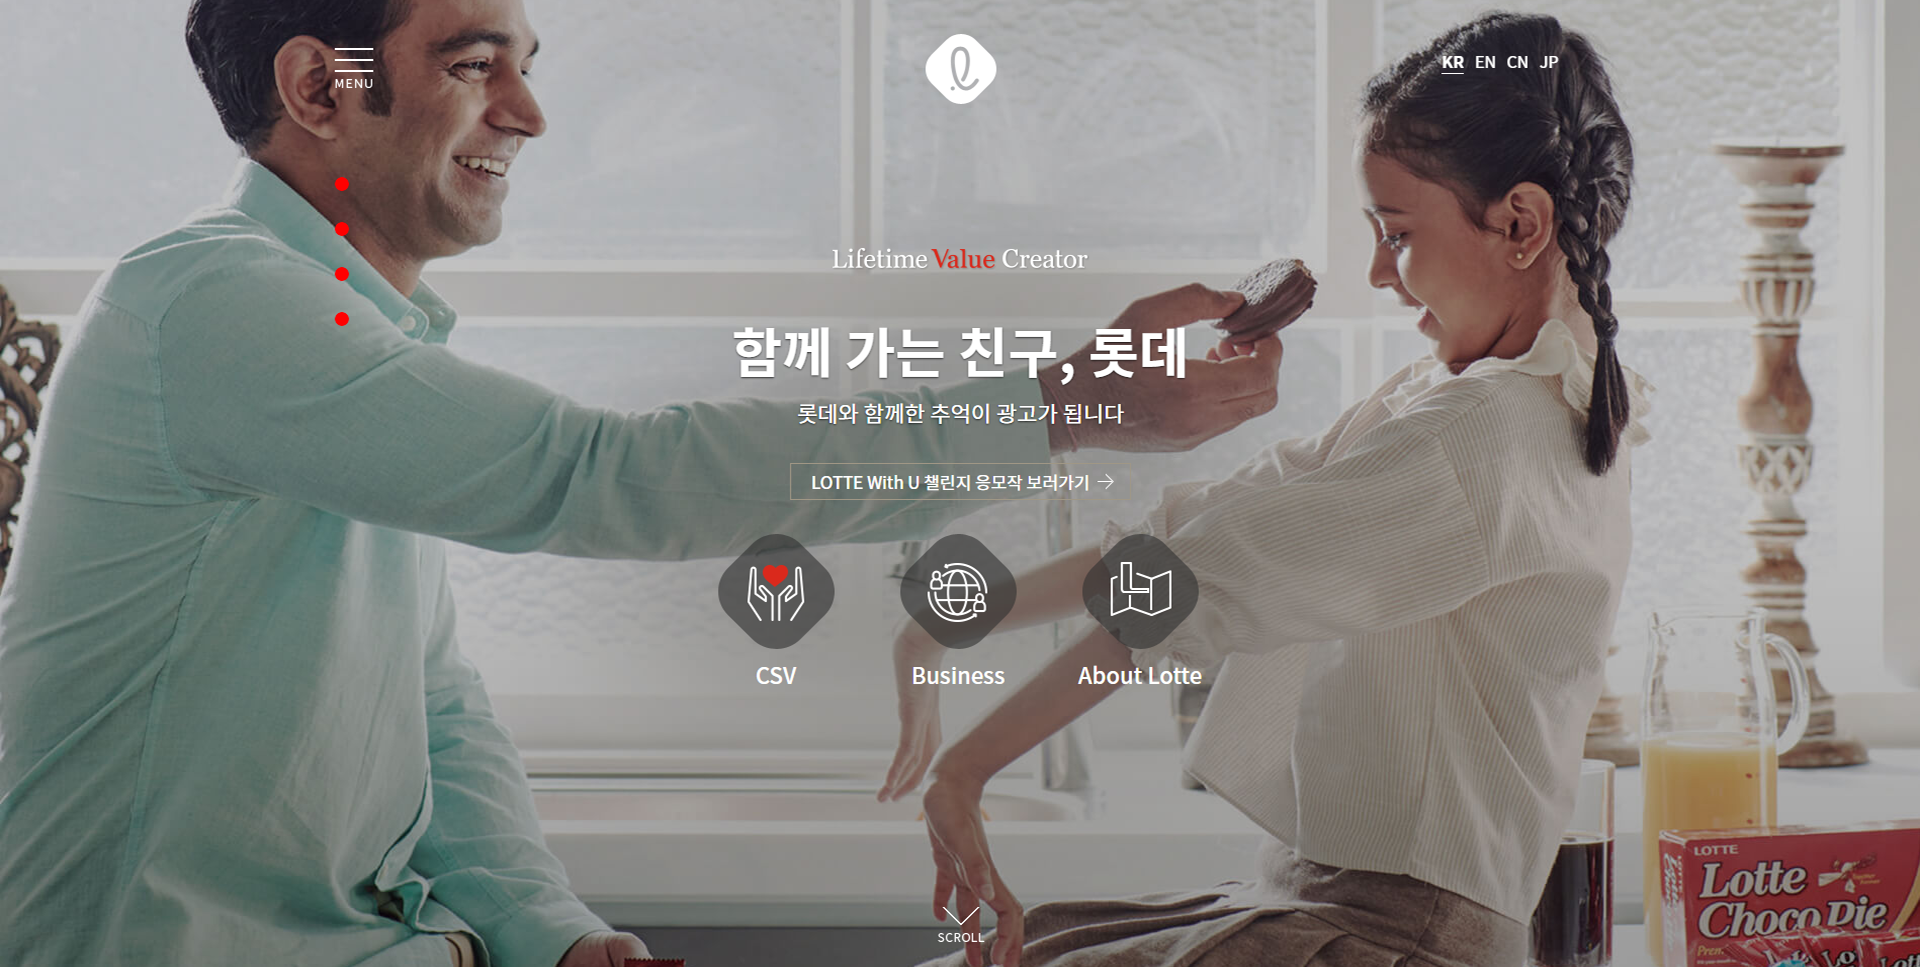 MENU
KR EN CN JP
Lifetime Value Creator
함께 가는 친구, 롯데
롯데와 함께한 추억이 광고가 됩니다
LOTTE With U 챌린지 응모작 보러가기
CSV
Business
About Lotte
LOTTE
Lotte
Choco Pie
SCROLL